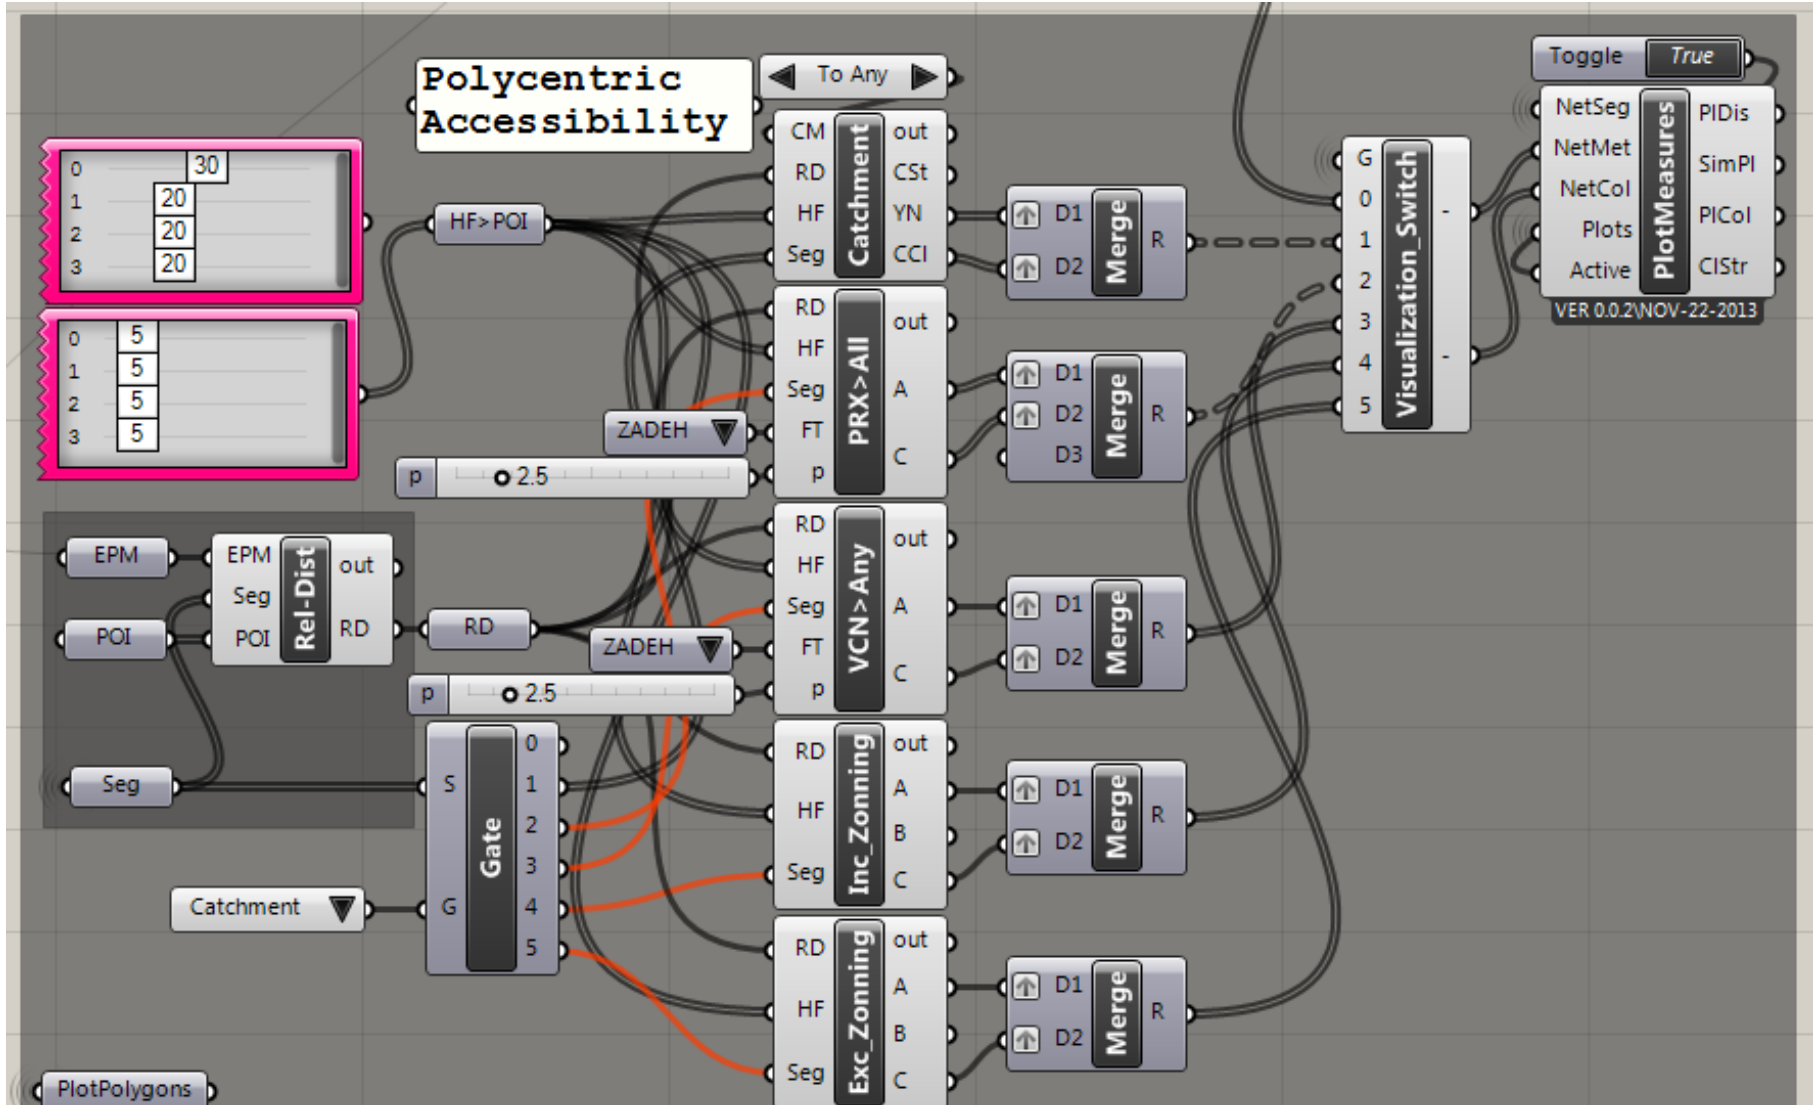 Polycentric
Accessibility
To Any
Toggle True
0 30
1 20
2 20
3 20
0 5
1 5
2 5
3 5
HF>POI
CM out
RD CSt
HF YN
Seg CCl
Catchment
D1
D2
R
Merge
RD out
HF
Seg A
FT
p C
PRX>All
ZADEH
p 2.5
D1
D2
D3
R
Merge
G
0
1
2
3
4
5
-
-
Visualization_Switch
NetSeg PlDis
NetMet SimPl
NetCol PlCol
Plots ClStr
Active
PlotMeasures
VER 0.0.2\NOV-22-2013
EPM
POI
Seg
EPM out
Seg
POI RD
Rel-Dist
RD
RD out
HF
Seg A
FT
p C
VCN>Any
ZADEH
p 2.5
D1
D2
R
Merge
Catchment
S
G
0
1
2
3
4
5
Gate
RD out
HF A
B
Seg C
Inc_Zonning
D1
D2
R
Merge
RD out
HF A
B
Seg C
Exc_Zonning
D1
D2
R
Merge
PlotPolygons